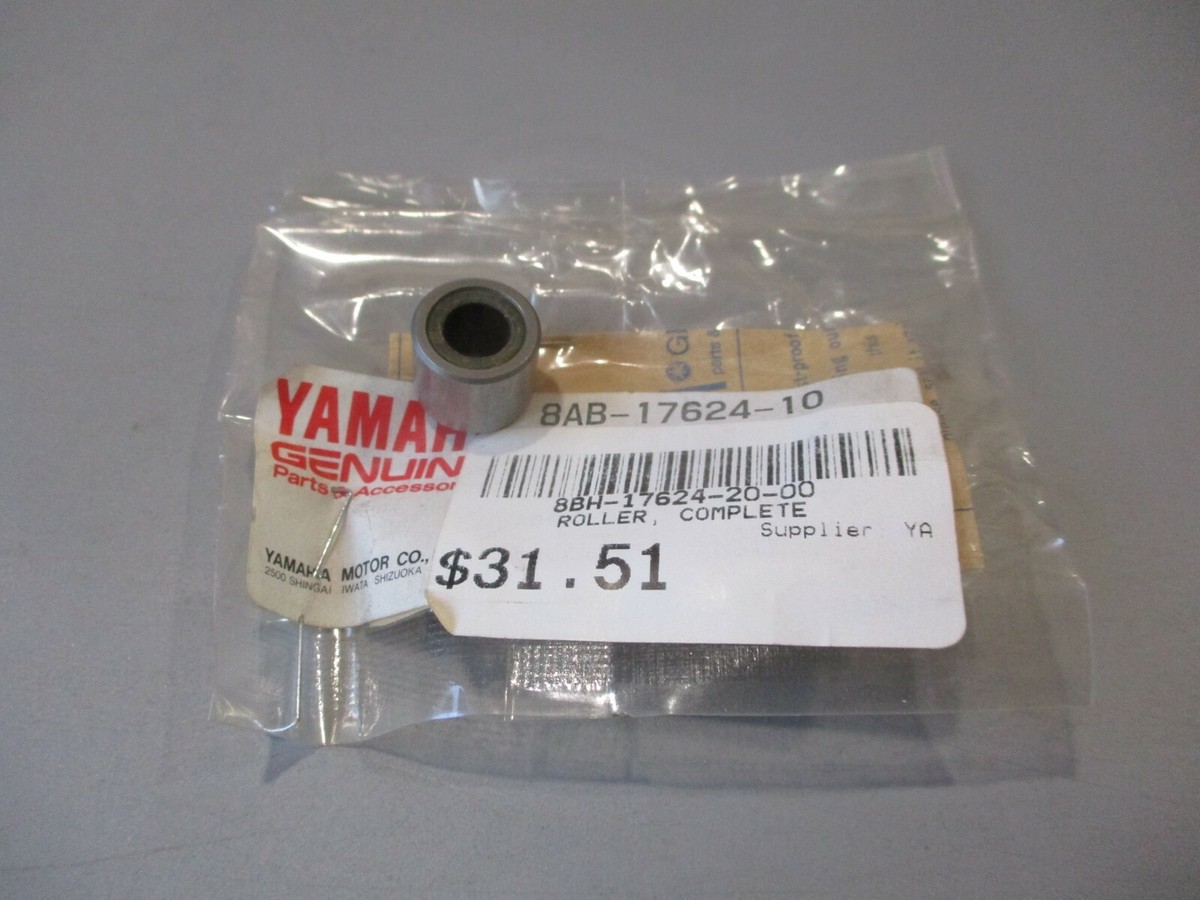 YAMAH
GENUIN
Parts & Accessor
YAMAHA MOTOR CO.,
2500 SHINGAI IWATA SHIZUOKA
8AB-17624-10
8BH-17624-20-00
ROLLER, COMPLETE
Supplier YA
$31.51
parts &